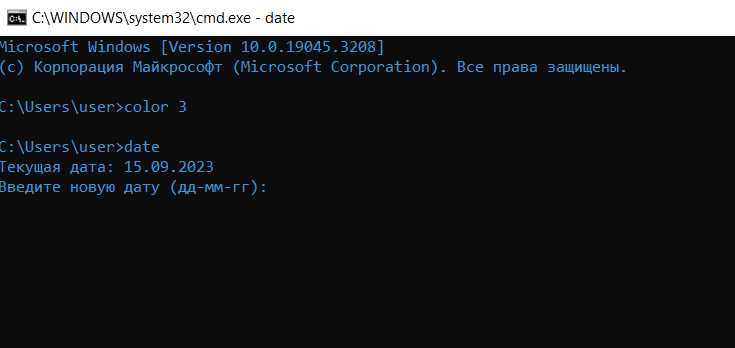 C:\WINDOWS\system32\cmd.exe - date
Microsoft Windows [Version 10.0.19045.3208]
(c) Корпорация Майкрософт (Microsoft Corporation). Все права защищены.
C:\Users\user>color 3
C:\Users\user>date
Текущая дата: 15.09.2023
Введите новую дату (дд-мм-гг):